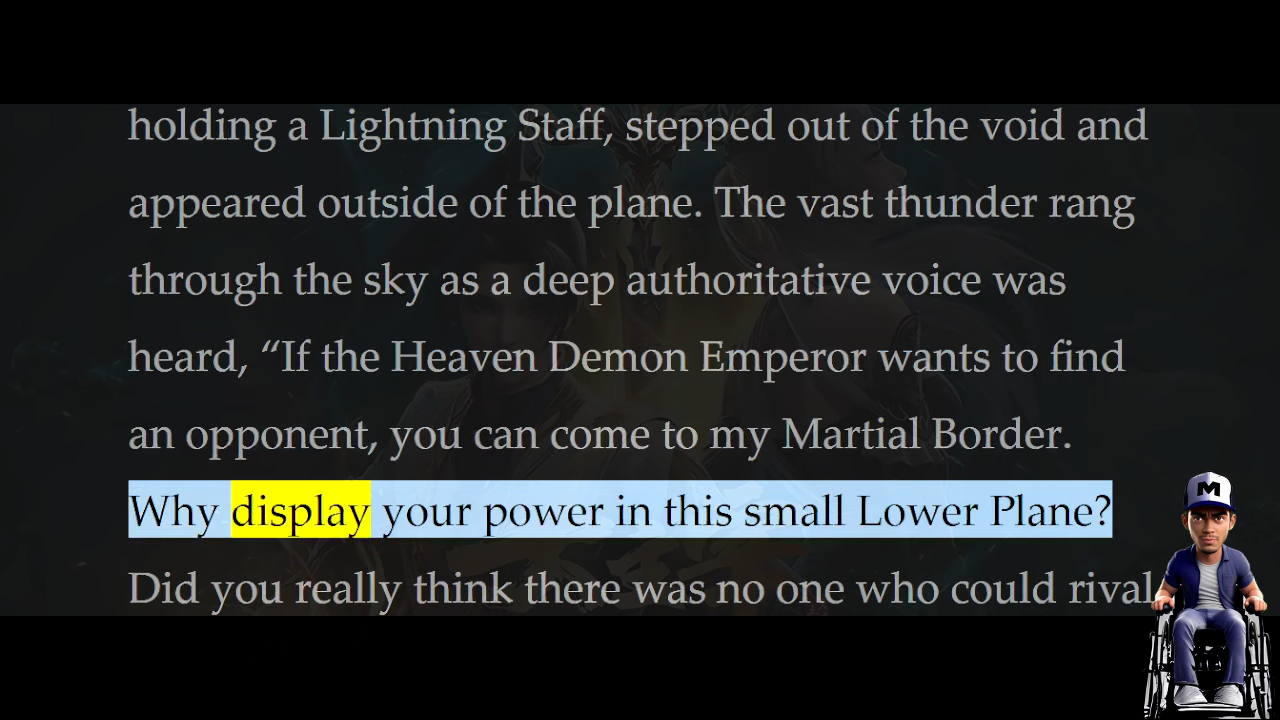 holding a Lightning Staff, stepped out of the void and
appeared outside of the plane. The vast thunder rang
through the sky as a deep authoritative voice was
heard, “If the Heaven Demon Emperor wants to find
an opponent, you can come to my Martial Border.
Why display your power in this small Lower Plane?
Did you really think there was no one who could rival
M